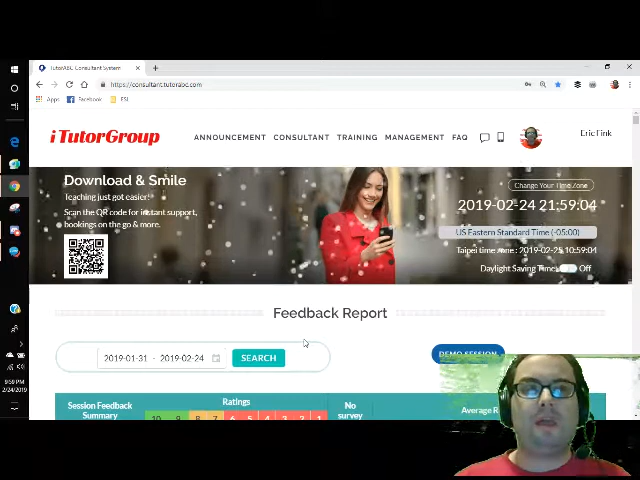 TutorABC Consultant System
https://consultant.tutorabc.com
Apps
Facebook
ESL
iTutorGroup
ANNOUNCEMENT
CONSULTANT
TRAINING
MANAGEMENT
FAQ
Eric Fink
Download & Smile
Teaching just got easier!
Scan the QR code for instant support,
bookings on the go & more.
Change Your Time Zone
2019-02-24 21:59:04
US Eastern Standard Time (-05:00)
Taipei time zone : 2019-02-25 10:59:04
Daylight Saving Time:
Off
Feedback Report
2019-01-31 - 2019-02-24
SEARCH
DEMO SESSION
Session Feedback
Summary
Ratings
10 9 8 7 6 5 4 3 2 1
No
survey
Average R
9:59 PM
2/24/2019